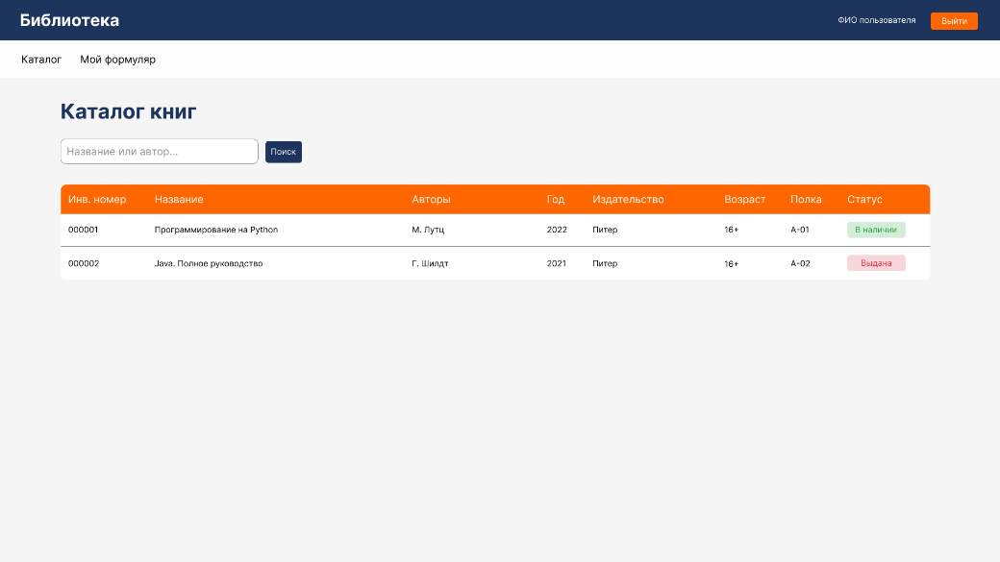 Библиотека
ФИО пользователя
Выйти
Каталог
Мой формуляр
Каталог книг
Название или автор...
Поиск
Инв. номер Название Авторы Год Издательство Возраст Полка Статус
000001 Программирование на Python М. Лутц 2022 Питер 16+ А-01 В наличии
000002 Java. Полное руководство Г. Шилдт 2021 Питер 16+ А-02 Выдана